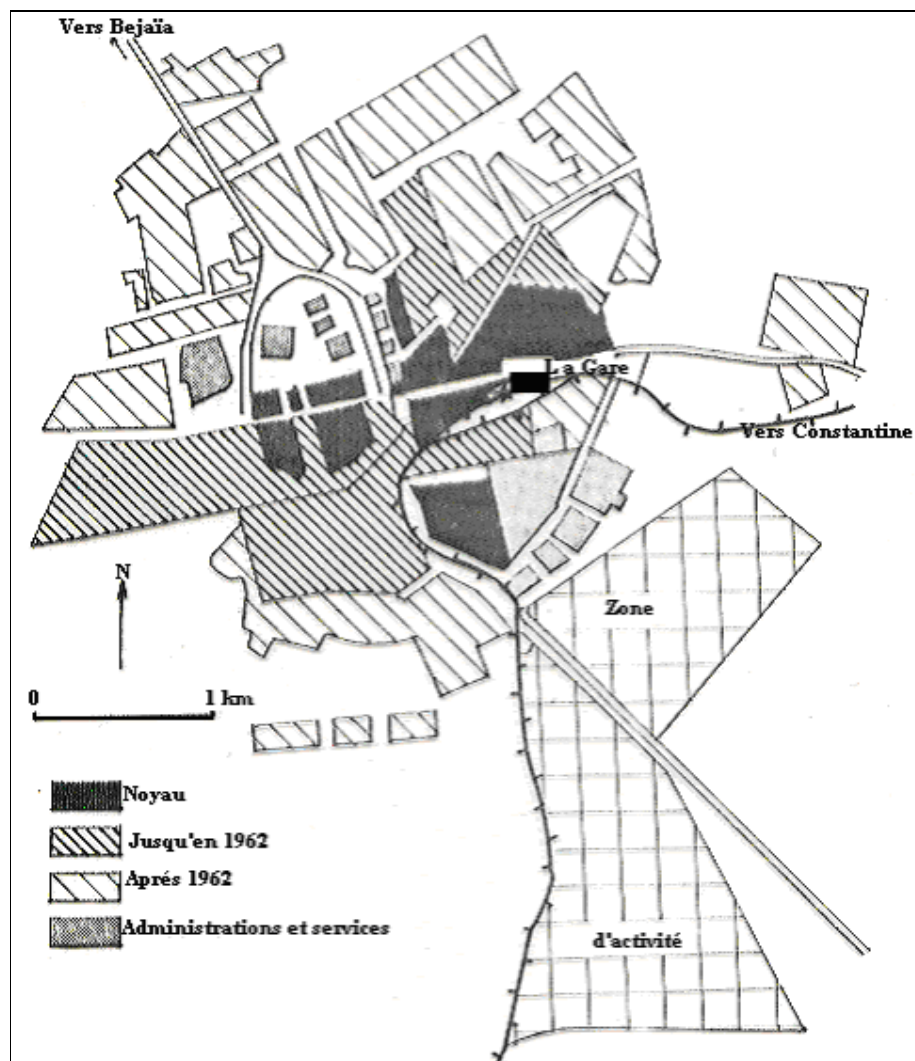 Vers Bejaïa
La Gare
Vers Constantine
N
Zone
0 1 km
d'activité
Noyau
Jusqu'en 1962
Aprés 1962
Administrations et services